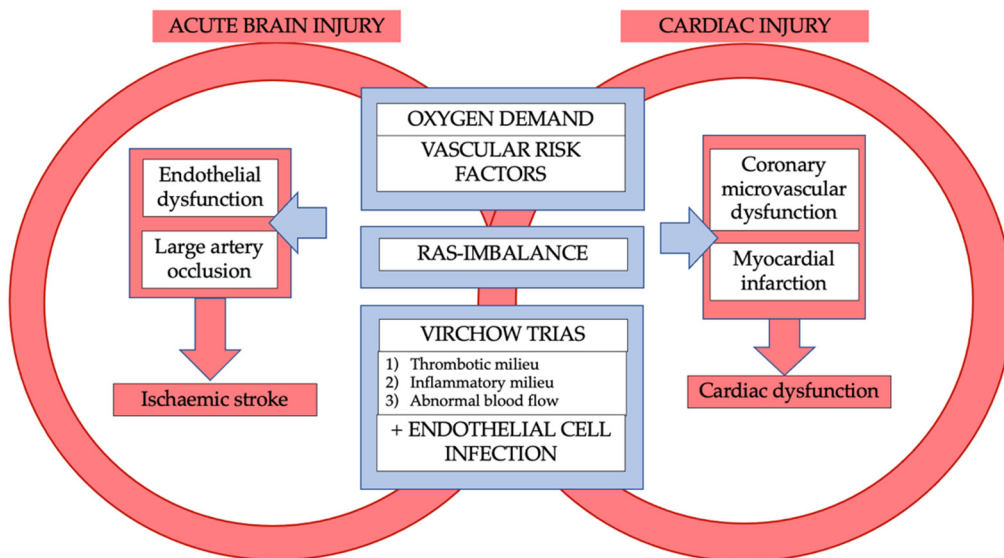 ACUTE BRAIN INJURY
CARDIAC INJURY
OXYGEN DEMAND
VASCULAR RISK
FACTORS
Endothelial
dysfunction
Large artery
occlusion
Ischaemic stroke
RAS-IMBALANCE
VIRCHOW TRIAS
1) Thrombotic milieu
2) Inflammatory milieu
3) Abnormal blood flow
+ ENDOTHELIAL CELL
INFECTION
Coronary
microvascular
dysfunction
Myocardial
infarction
Cardiac dysfunction